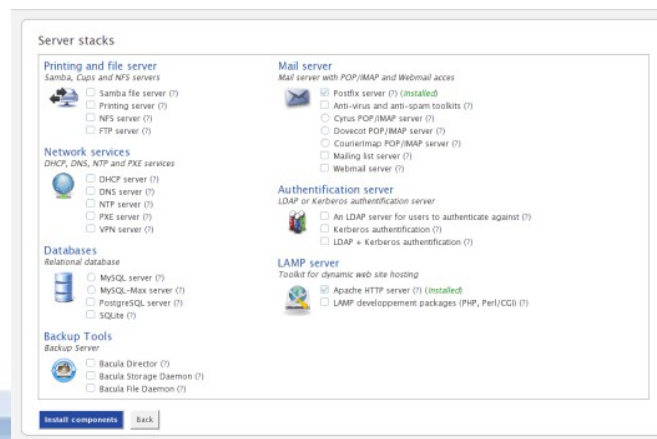 Server stacks
Printing and file server
Samba, Cups and NFS servers
Samba file server (?)
Printing server (?)
NFS server (?)
FTP server (?)
Network services
DHCP, DNS, NTP and PXE services
DHCP server (?)
DNS server (?)
NTP server (?)
PXE server (?)
VPN server (?)
Databases
Relational database
MySQL server (?)
MySQL-Max server (?)
PostgreSQL server (?)
SQLite (?)
Backup Tools
Backup Server
Bacula Director (?)
Bacula Storage Daemon (?)
Bacula File Daemon (?)
Mail server
Mail server with POP/IMAP and Webmail acces
Postfix server (?) (Installed)
Anti-virus and anti-spam toolkits (?)
Cyrus POP/IMAP server (?)
Dovecot POP/IMAP server (?)
CourierImap POP/IMAP server (?)
Mailing list server (?)
Webmail server (?)
Authentification server
LDAP or Kerberos authentification server
An LDAP server for users to authenticate against (?)
Kerberos authentification (?)
LDAP + Kerberos authentification (?)
LAMP server
Toolkit for dynamic web site hosting
Apache HTTP server (?) (Installed)
LAMP developpement packages (PHP, Perl/CGI) (?)
Install components
Back